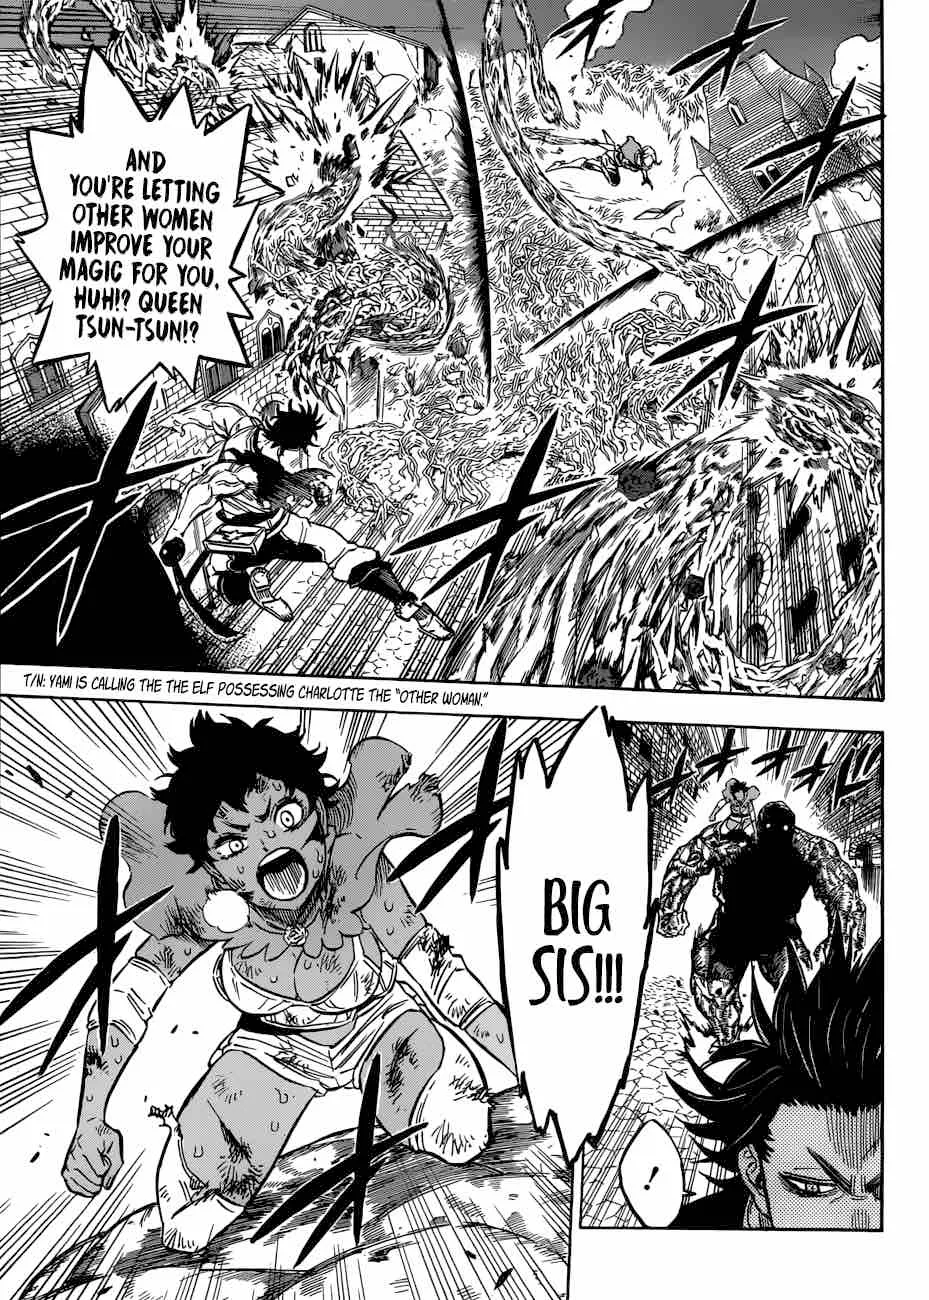 AND
YOU'RE LETTING
OTHER WOMEN
IMPROVE YOUR
MAGIC FOR YOU,
HUH!? QUEEN
TSUN-TSUN!?
T/N: YAMI IS CALLING THE THE ELF POSSESSING CHARLOTTE THE "OTHER WOMAN."
!
BIG
SIS!!!